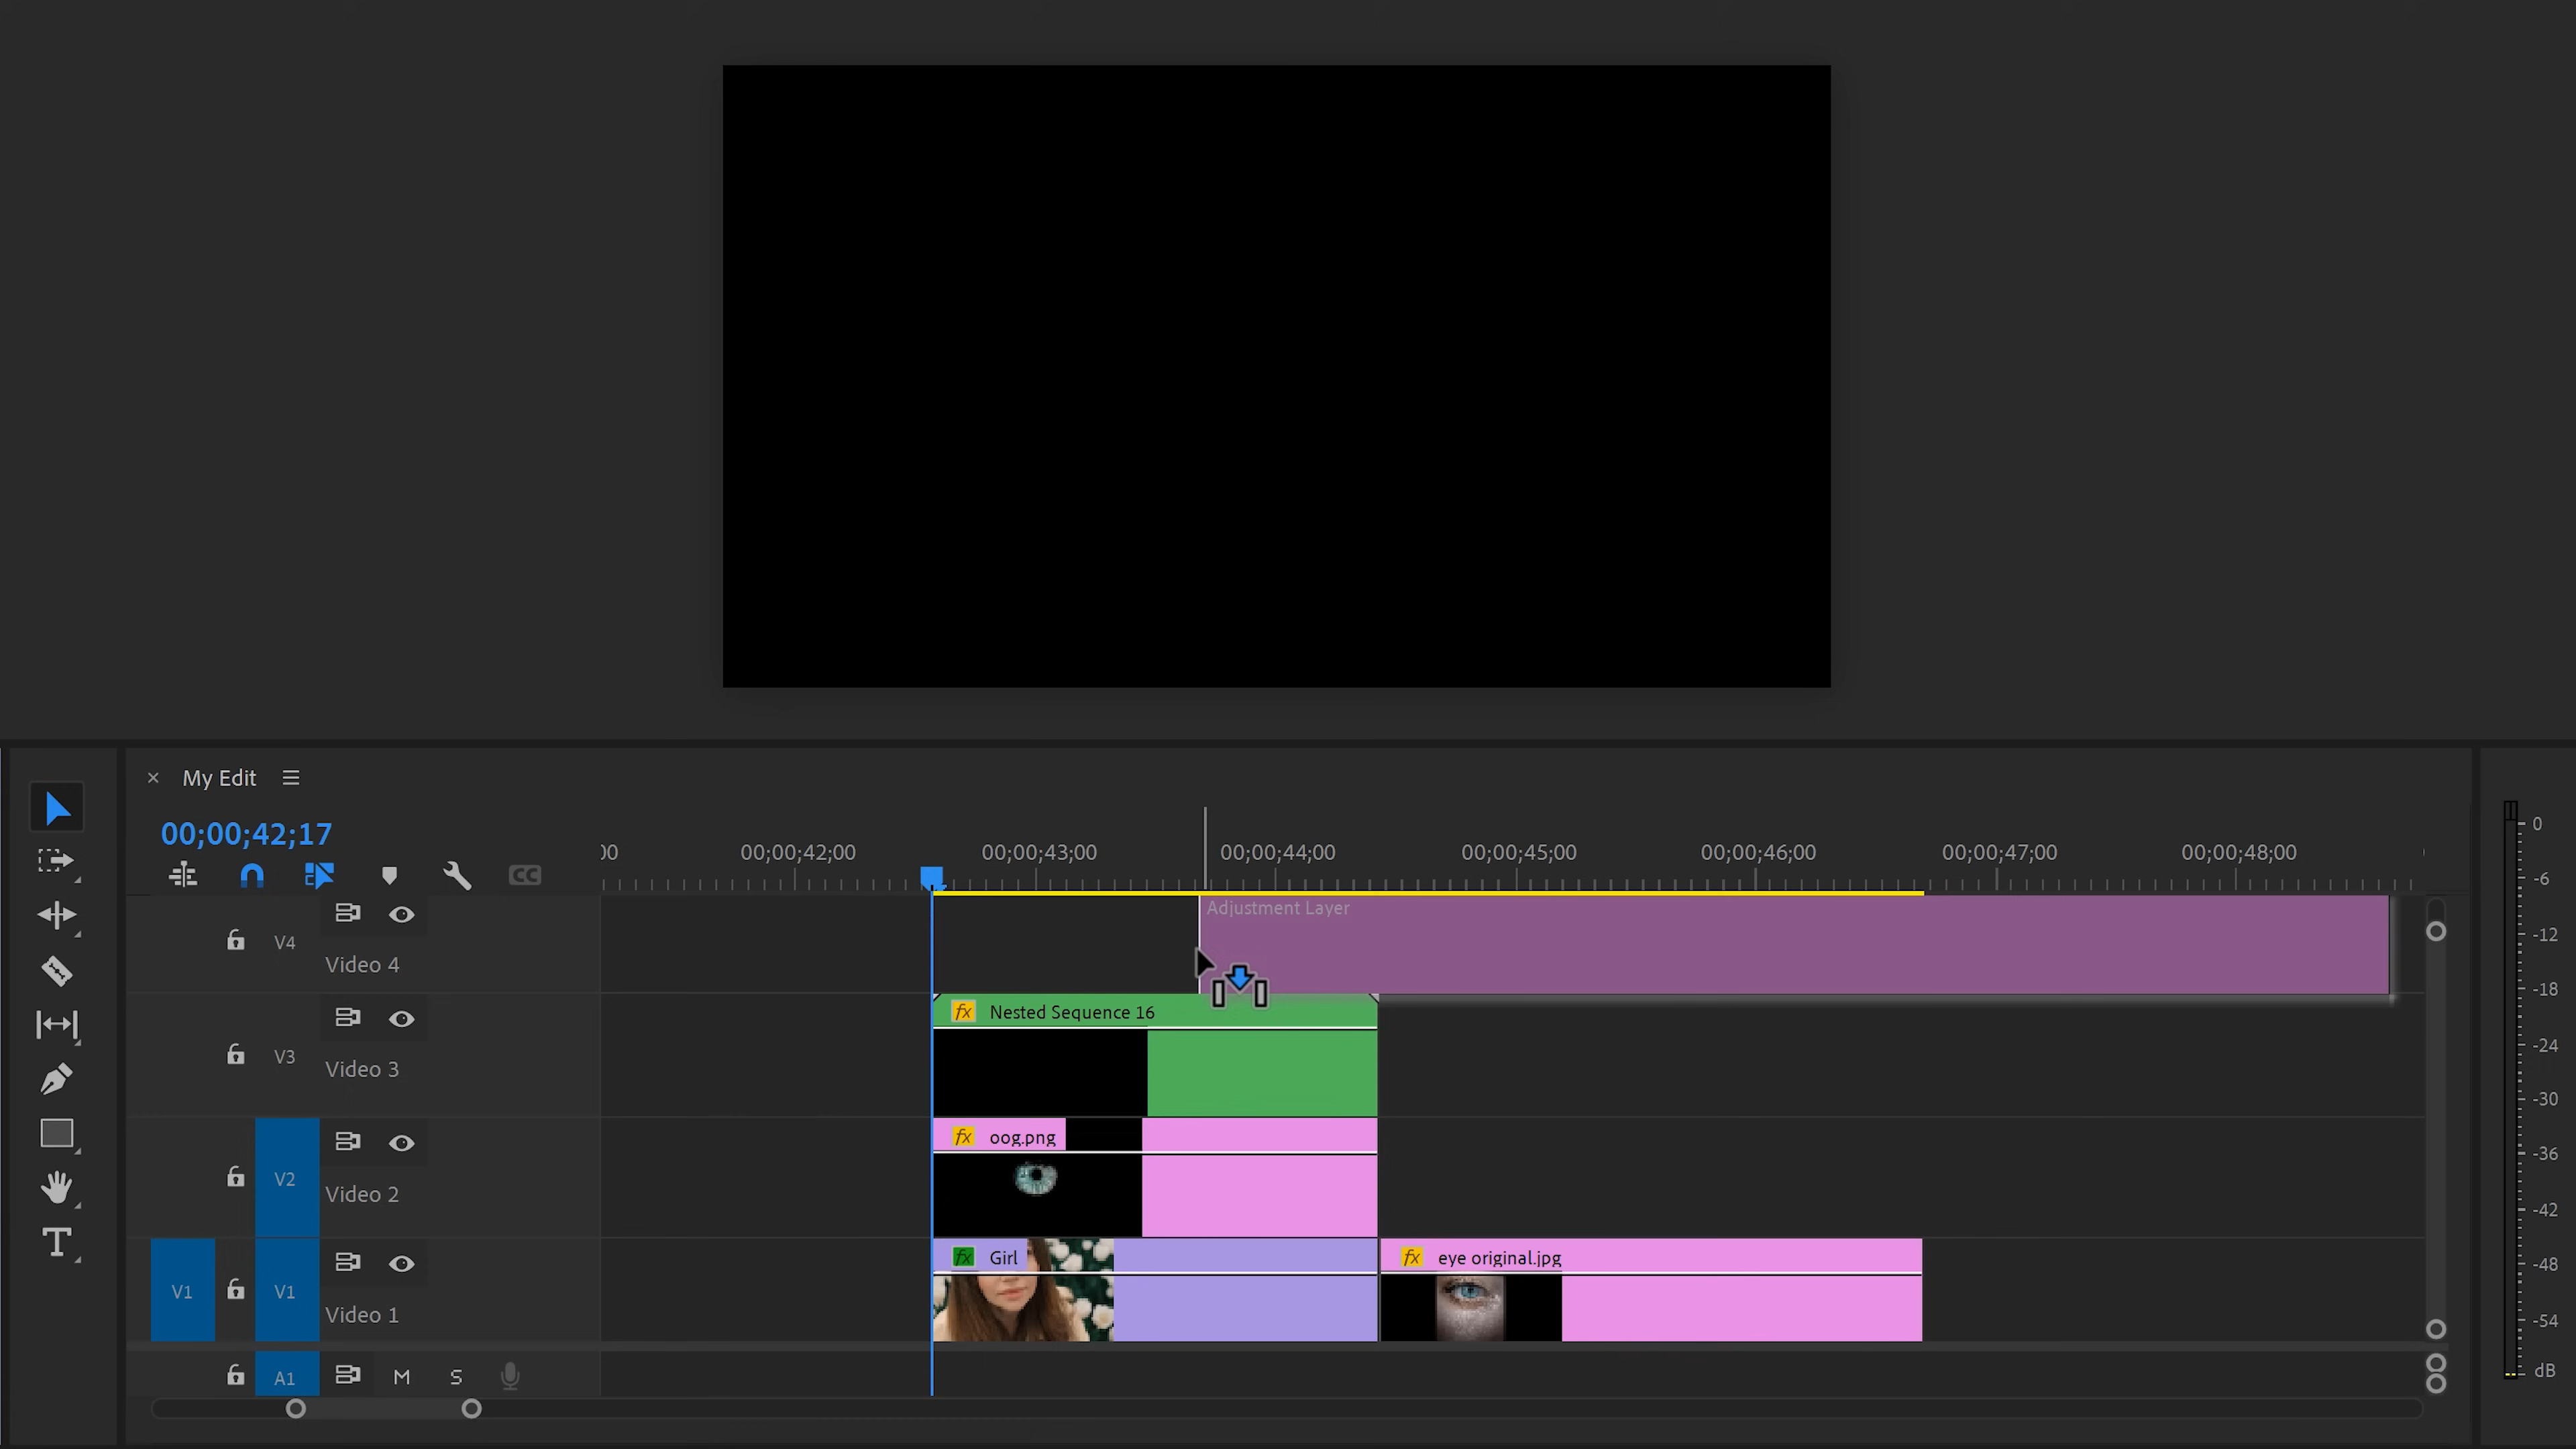 × My Edit
00;00;42;17
00 00;00;42;00 00;00;43;00 00;00;44;00 00;00;45;00 00;00;46;00 00;00;47;00 00;00;48;00
CC
Adjustment Layer
V4 Video 4
fx Nested Sequence 16
V3 Video 3
fx oog.png
V2 Video 2
fx Girl
fx eye original.jpg
V1 V1 Video 1
A1 M S
T
0
-6
-12
-18
-24
-30
-36
-42
-48
-54
dB